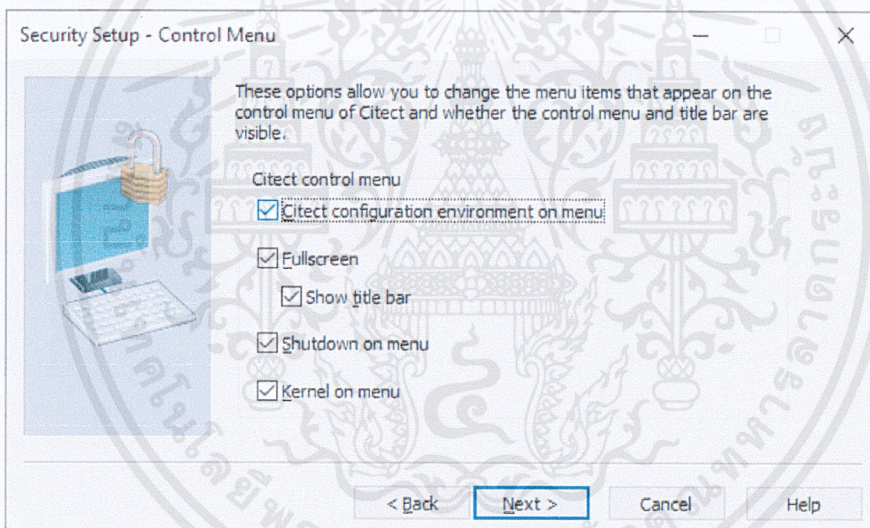 Security Setup - Control Menu
These options allow you to change the menu items that appear on the
control menu of Citect and whether the control menu and title bar are
visible.
Citect control menu
Citect configuration environment on menu
Fullscreen
Show title bar
Shutdown on menu
Kernel on menu
< Back
Next >
Cancel
Help